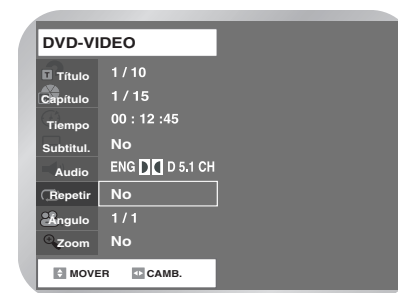 DVD-VIDEO
T Título 1 / 10
Capítulo 1 / 15
Tiempo 00 : 12 :45
Subtitul. No
Audio ENG D 5.1 CH
Repetir No
Ángulo 1 / 1
Zoom No
MOVER CAMB.